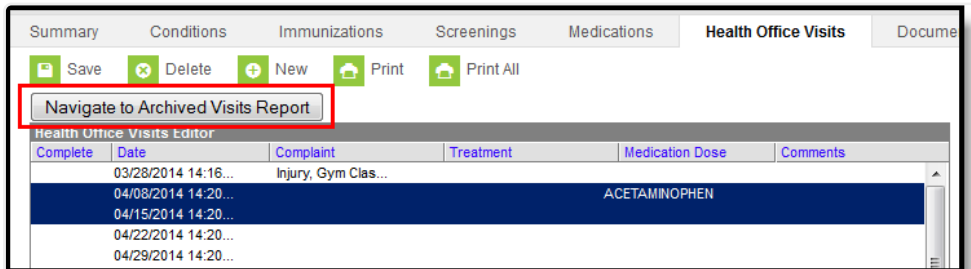 Summary Conditions Immunizations Screenings Medications Health Office Visits Docume
Save Delete New Print Print All
Navigate to Archived Visits Report
Health Office Visits Editor
Complete Date Complaint Treatment Medication Dose Comments
03/28/2014 14:16... Injury, Gym Clas...
04/08/2014 14:20... ACETAMINOPHEN
04/15/2014 14:20...
04/22/2014 14:20...
04/29/2014 14:20...